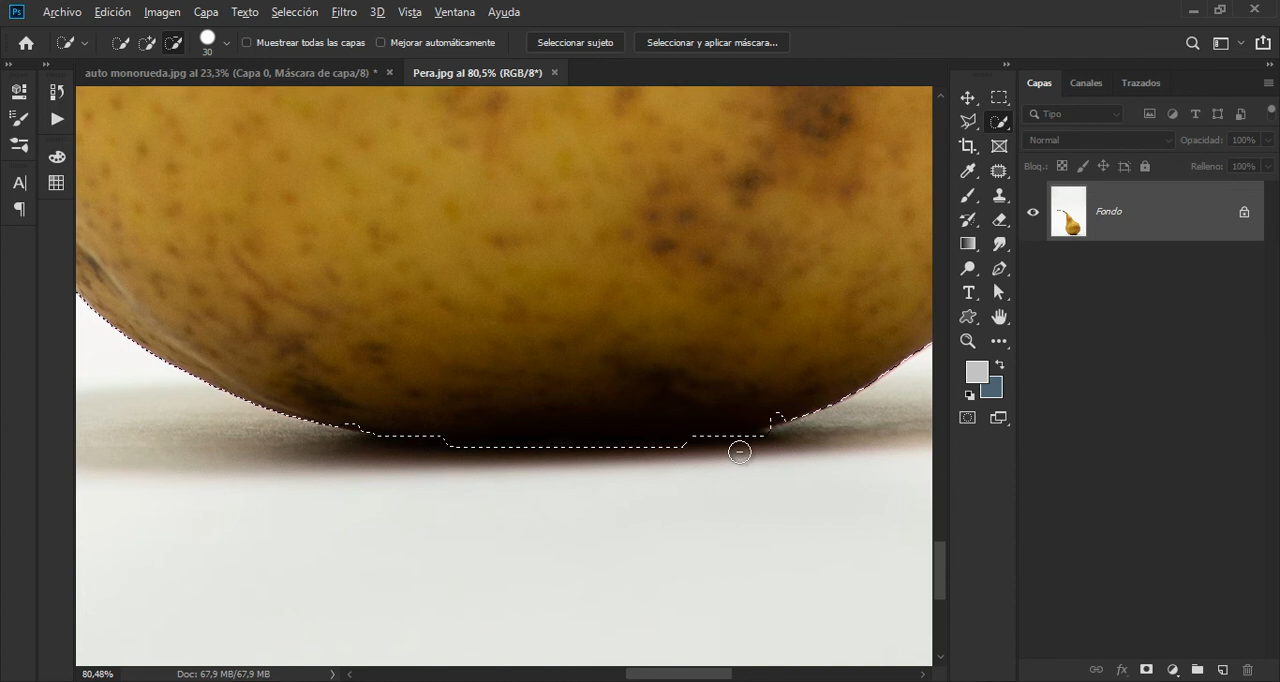 Ps Archivo Edición Imagen Capa Texto Selección Filtro 3D Vista Ventana Ayuda
30 Muestrear todas las capas Mejorar automáticamente Seleccionar sujeto Seleccionar y aplicar máscara...
auto monorueda.jpg al 23,3% (Capa 0, Máscara de capa/8) * × Pera.jpg al 80,5% (RGB/8*) ×
Capas Canales Trazados
Tipo
Normal Opacidad: 100%
Bloq.: Relleno: 100%
Fondo
80,48% Doc: 67,9 MB/67,9 MB